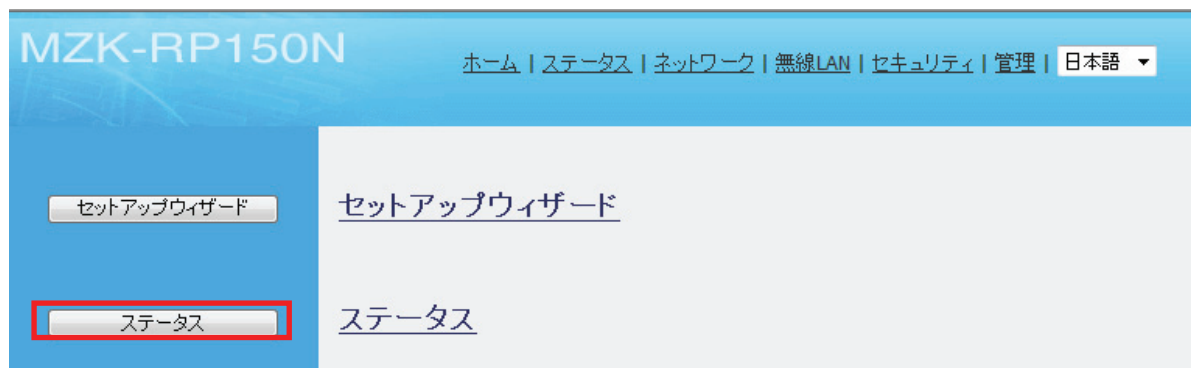 MZK-RP150N
ホーム | ステータス | ネットワーク | 無線LAN | セキュリティ | 管理 | 日本語
セットアップウィザード
セットアップウィザード
ステータス
ステータス